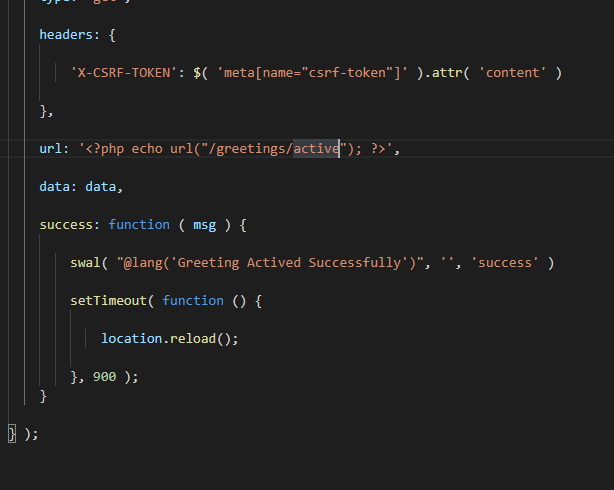 headers: {
'X-CSRF-TOKEN': $( 'meta[name="csrf-token"]' ).attr( 'content' )
},
url: '<?php echo url("/greetings/active"); ?>',
data: data,
success: function ( msg ) {
swal( "@lang('Greeting Actived Successfully')", '', 'success' )
setTimeout( function () {
location.reload();
}, 900 );
}
} );